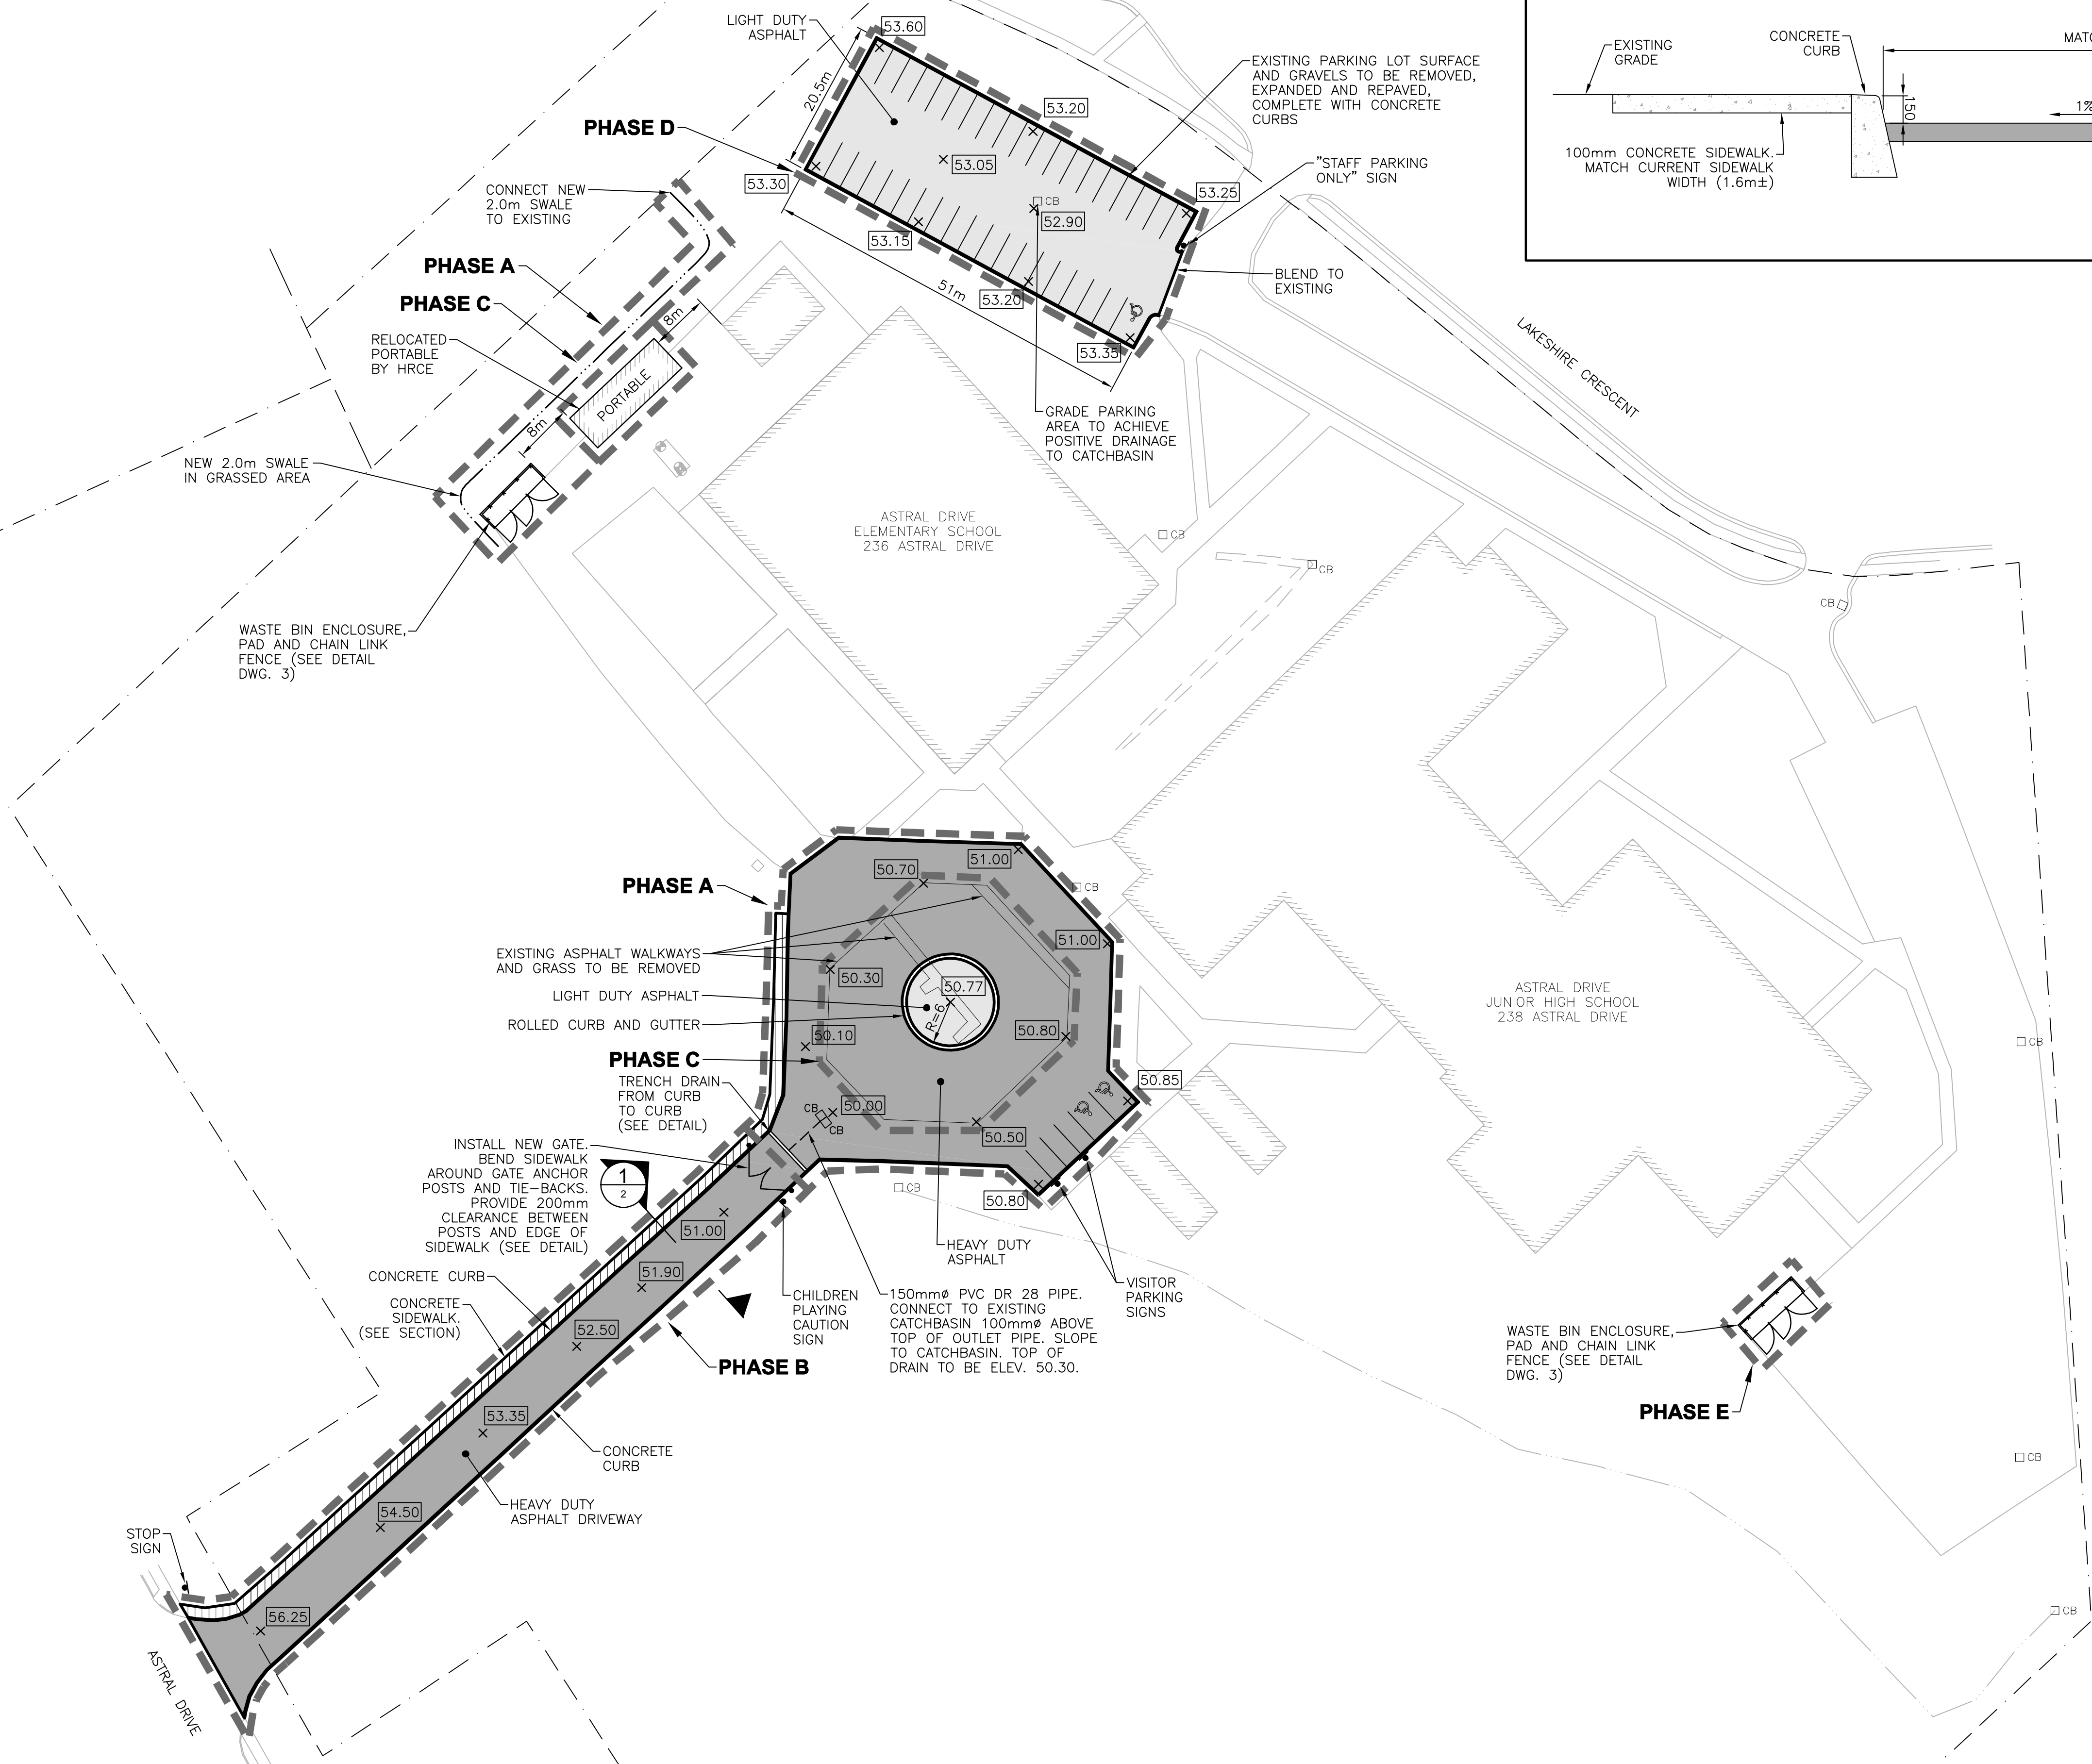 LIGHT DUTY
ASPHALT
53.60
20.5m
53.20
EXISTING PARKING LOT SURFACE
AND GRAVELS TO BE REMOVED,
EXPANDED AND REPAVED,
COMPLETE WITH CONCRETE
CURBS
EXISTING
GRADE
CONCRETE
CURB
150
1%
100mm CONCRETE SIDEWALK.
MATCH CURRENT SIDEWALK
WIDTH (1.6m±)
PHASE D
53.05
53.30
"STAFF PARKING
ONLY" SIGN
53.25
CB
52.90
53.15
53.20
51m
53.35
BLEND TO
EXISTING
CONNECT NEW
2.0m SWALE
TO EXISTING
PHASE A
PHASE C
RELOCATED
PORTABLE
BY HRCE
8m
PORTABLE
8m
LAKESHIRE CRESCENT
GRADE PARKING
AREA TO ACHIEVE
POSITIVE DRAINAGE
TO CATCHBASIN
NEW 2.0m SWALE
IN GRASSED AREA
ASTRAL DRIVE
ELEMENTARY SCHOOL
236 ASTRAL DRIVE
CB
CB
CB
WASTE BIN ENCLOSURE,
PAD AND CHAIN LINK
FENCE (SEE DETAIL
DWG. 3)
PHASE A
50.70
51.00
CB
51.00
EXISTING ASPHALT WALKWAYS
AND GRASS TO BE REMOVED
50.30
LIGHT DUTY ASPHALT
50.77
R=6
ROLLED CURB AND GUTTER
50.10
50.80
PHASE C
TRENCH DRAIN
FROM CURB
TO CURB
(SEE DETAIL)
CB
CB
50.00
50.50
50.85
50.80
CB
ASTRAL DRIVE
JUNIOR HIGH SCHOOL
238 ASTRAL DRIVE
CB
INSTALL NEW GATE.
BEND SIDEWALK
AROUND GATE ANCHOR
POSTS AND TIE-BACKS.
PROVIDE 200mm
CLEARANCE BETWEEN
POSTS AND EDGE OF
SIDEWALK (SEE DETAIL)
1
2
51.00
HEAVY DUTY
ASPHALT
51.90
CONCRETE CURB
CONCRETE
SIDEWALK.
(SEE SECTION)
52.50
CHILDREN
PLAYING
CAUTION
SIGN
150mmø PVC DR 28 PIPE.
CONNECT TO EXISTING
CATCHBASIN 100mmø ABOVE
TOP OF OUTLET PIPE. SLOPE
TO CATCHBASIN. TOP OF
DRAIN TO BE ELEV. 50.30.
VISITOR
PARKING
SIGNS
PHASE B
WASTE BIN ENCLOSURE,
PAD AND CHAIN LINK
FENCE (SEE DETAIL
DWG. 3)
PHASE E
53.35
CONCRETE
CURB
CB
54.50
HEAVY DUTY
ASPHALT DRIVEWAY
STOP
SIGN
56.25
CB
ASTRAL DRIVE